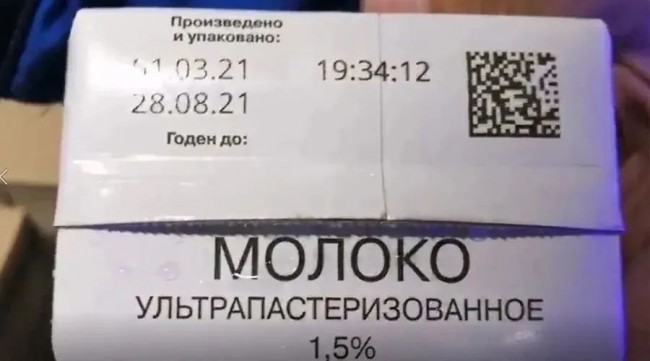 Произведено
и упаковано:
19:34:12
28.08.21
Годен до:
МОЛОКО
УЛЬТРАПАСТЕРИЗОВАННОЕ
1,5%